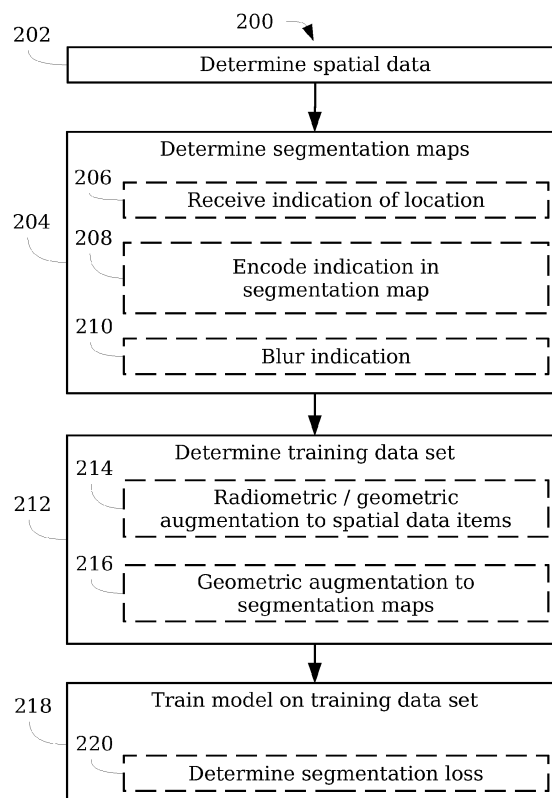 200
202
Determine spatial data
Determine segmentation maps
206
Receive indication of location
204
208
Encode indication in
segmentation map
210
Blur indication
Determine training data set
214
Radiometric / geometric
augmentation to spatial data items
212
216
Geometric augmentation to
segmentation maps
Train model on training data set
218
220
Determine segmentation loss